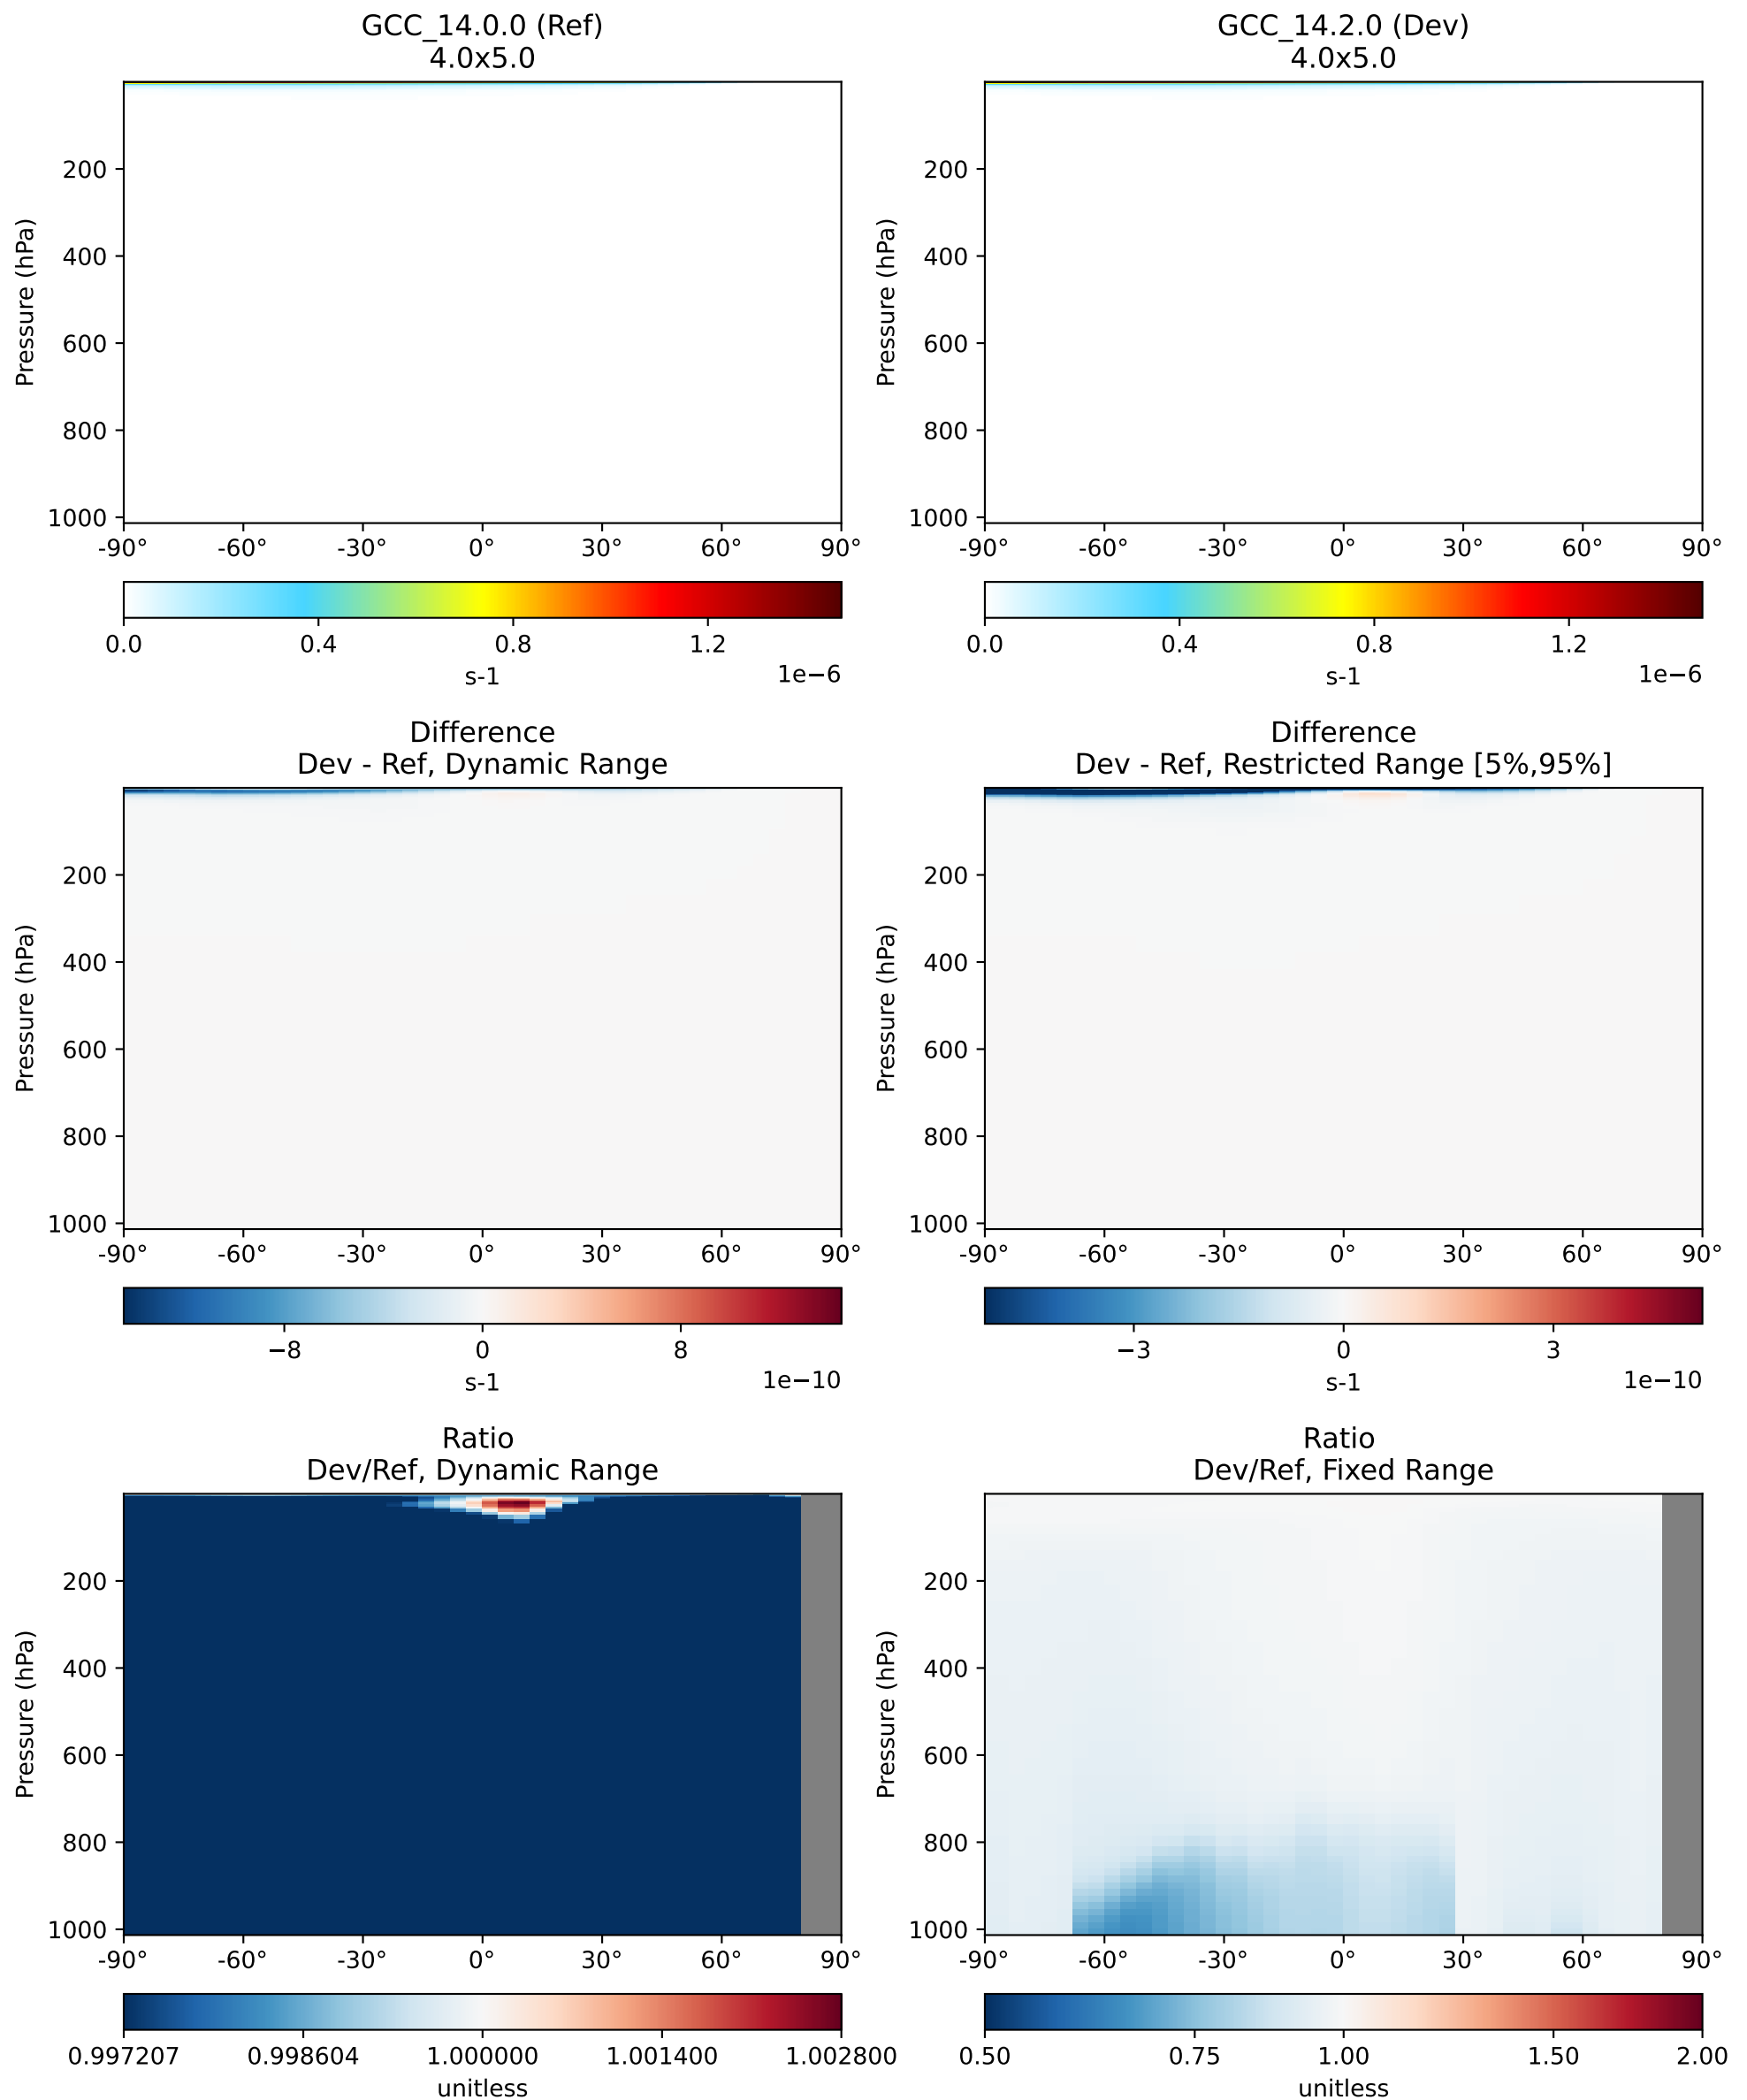 GCC_14.0.0 (Ref)
4.0x5.0
Pressure (hPa)
200
400
600
800
1000
-90° -60° -30° 0° 30° 60° 90°
0.0 0.4 0.8 1.2
s-1
1e−6
GCC_14.2.0 (Dev)
4.0x5.0
Pressure (hPa)
200
400
600
800
1000
-90° -60° -30° 0° 30° 60° 90°
0.0 0.4 0.8 1.2
s-1
1e−6
Difference
Dev - Ref, Dynamic Range
Pressure (hPa)
200
400
600
800
1000
-90° -60° -30° 0° 30° 60° 90°
−8 0 8
s-1
1e−10
Difference
Dev - Ref, Restricted Range [5%,95%]
Pressure (hPa)
200
400
600
800
1000
-90° -60° -30° 0° 30° 60° 90°
−3 0 3
s-1
1e−10
Ratio
Dev/Ref, Dynamic Range
Pressure (hPa)
200
400
600
800
1000
-90° -60° -30° 0° 30° 60° 90°
0.997207 0.998604 1.000000 1.001400 1.002800
unitless
Ratio
Dev/Ref, Fixed Range
Pressure (hPa)
200
400
600
800
1000
-90° -60° -30° 0° 30° 60° 90°
0.50 0.75 1.00 1.50 2.00
unitless